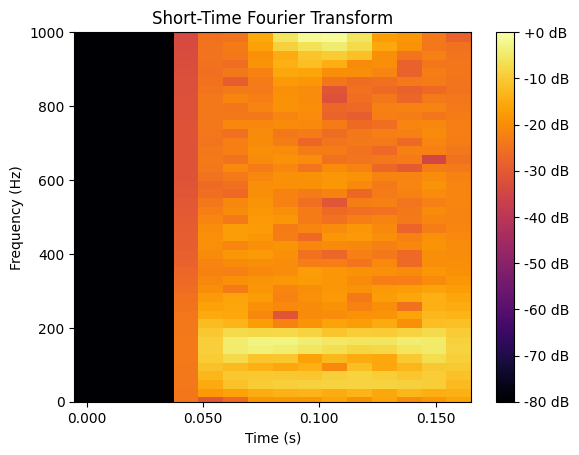 Short-Time Fourier Transform
1000
800
600
400
200
0
Frequency (Hz)
0.000
0.050
0.100
0.150
Time (s)
+0 dB
-10 dB
-20 dB
-30 dB
-40 dB
-50 dB
-60 dB
-70 dB
-80 dB